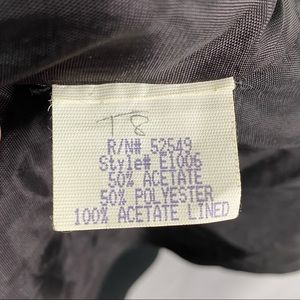 T8
R/N# 52549
Style# E1006
50% ACETATE
50% POLYESTER
100% ACETATE LINED